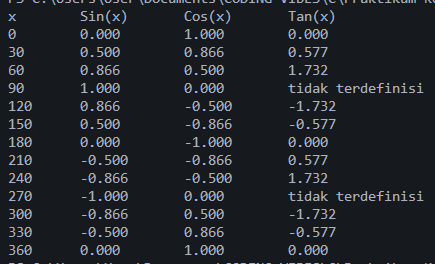 x Sin(x) Cos(x) Tan(x)
0 0.000 1.000 0.000
30 0.500 0.866 0.577
60 0.866 0.500 1.732
90 1.000 0.000 tidak terdefinisi
120 0.866 -0.500 -1.732
150 0.500 -0.866 -0.577
180 0.000 -1.000 0.000
210 -0.500 -0.866 0.577
240 -0.866 -0.500 1.732
270 -1.000 0.000 tidak terdefinisi
300 -0.866 0.500 -1.732
330 -0.500 0.866 -0.577
360 0.000 1.000 0.000